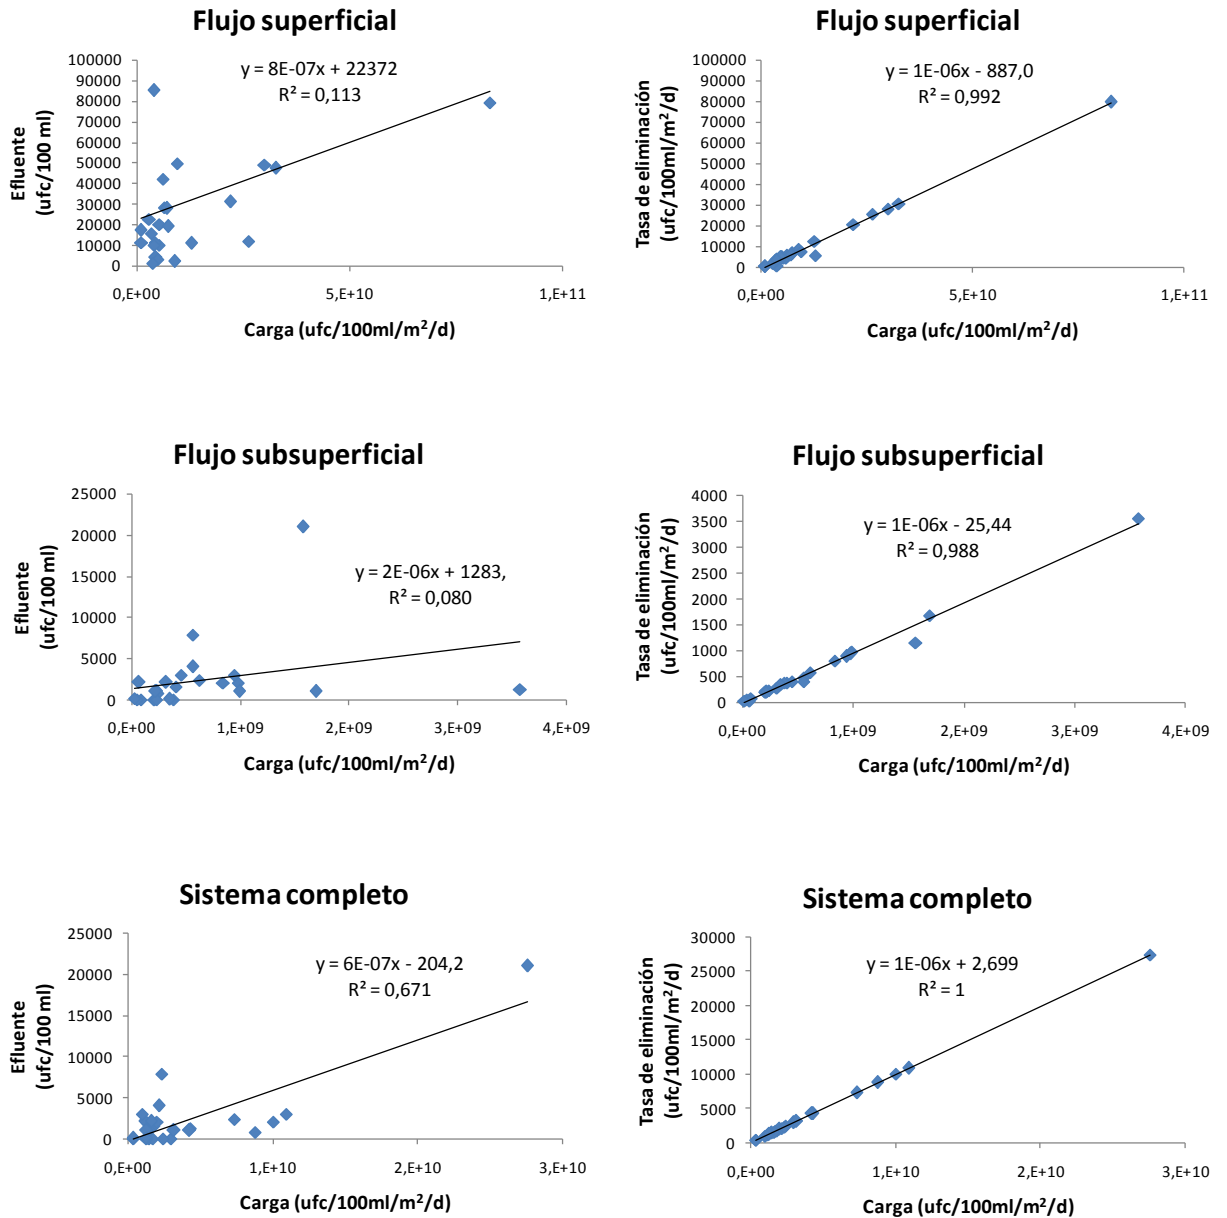 Flujo superficial
y = 8E-07x + 22372
R² = 0,113
Efluente
(ufc/100 ml)
100000
90000
80000
70000
60000
50000
40000
30000
20000
10000
0
0,E+00
5,E+10
1,E+11
Carga (ufc/100ml/m²/d)
Flujo superficial
y = 1E-06x - 887,0
R² = 0,992
Tasa de eliminación
(ufc/100ml/m²/d)
100000
90000
80000
70000
60000
50000
40000
30000
20000
10000
0
0,E+00
5,E+10
1,E+11
Carga (ufc/100ml/m²/d)
Flujo subsuperficial
y = 2E-06x + 1283,
R² = 0,080
Efluente
(ufc/100 ml)
25000
20000
15000
10000
5000
0
0,E+00
1,E+09
2,E+09
3,E+09
4,E+09
Carga (ufc/100ml/m²/d)
Flujo subsuperficial
y = 1E-06x - 25,44
R² = 0,988
Tasa de eliminación
(ufc/100ml/m²/d)
4000
3500
3000
2500
2000
1500
1000
500
0
0,E+00
1,E+09
2,E+09
3,E+09
4,E+09
Carga (ufc/100ml/m²/d)
Sistema completo
y = 6E-07x - 204,2
R² = 0,671
Efluente
(ufc/100 ml)
25000
20000
15000
10000
5000
0
0,E+00
1,E+10
2,E+10
3,E+10
Carga (ufc/100ml/m²/d)
Sistema completo
y = 1E-06x + 2,699
R² = 1
Tasa de eliminación
(ufc/100ml/m²/d)
30000
25000
20000
15000
10000
5000
0
0,E+00
1,E+10
2,E+10
3,E+10
Carga (ufc/100ml/m²/d)